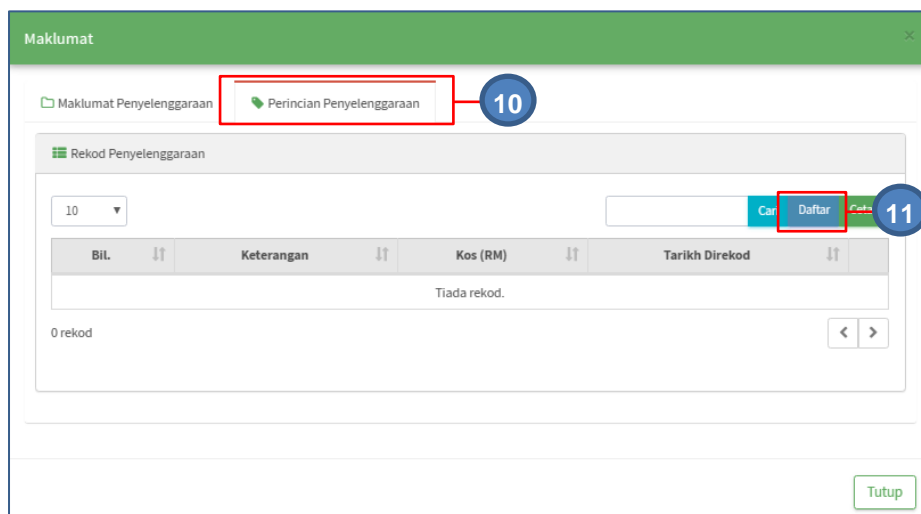 Maklumat
Maklumat Penyelenggaraan Perincian Penyelenggaraan 10
Rekod Penyelenggaraan
10 Daftar 11
Bil. Keterangan Kos (RM) Tarikh Direkod
Tiada rekod.
0 rekod
Tutup